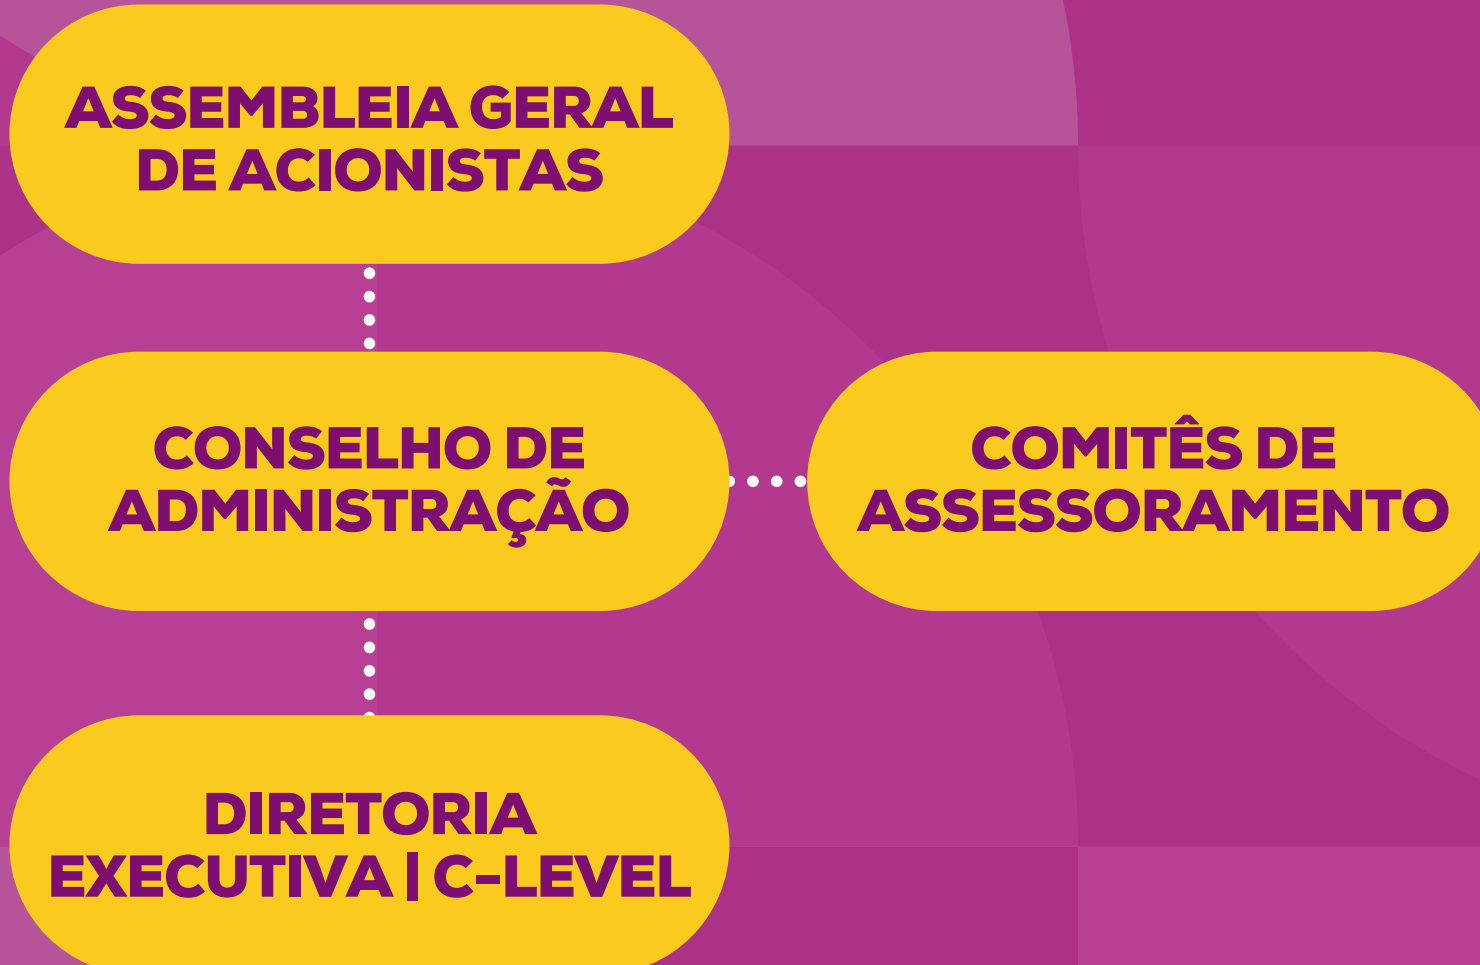 ASSEMBLEIA GERAL
DE ACIONISTAS
CONSELHO DE
ADMINISTRAÇÃO
COMITÊS DE
ASSESSORAMENTO
DIRETORIA
EXECUTIVA | C-LEVEL